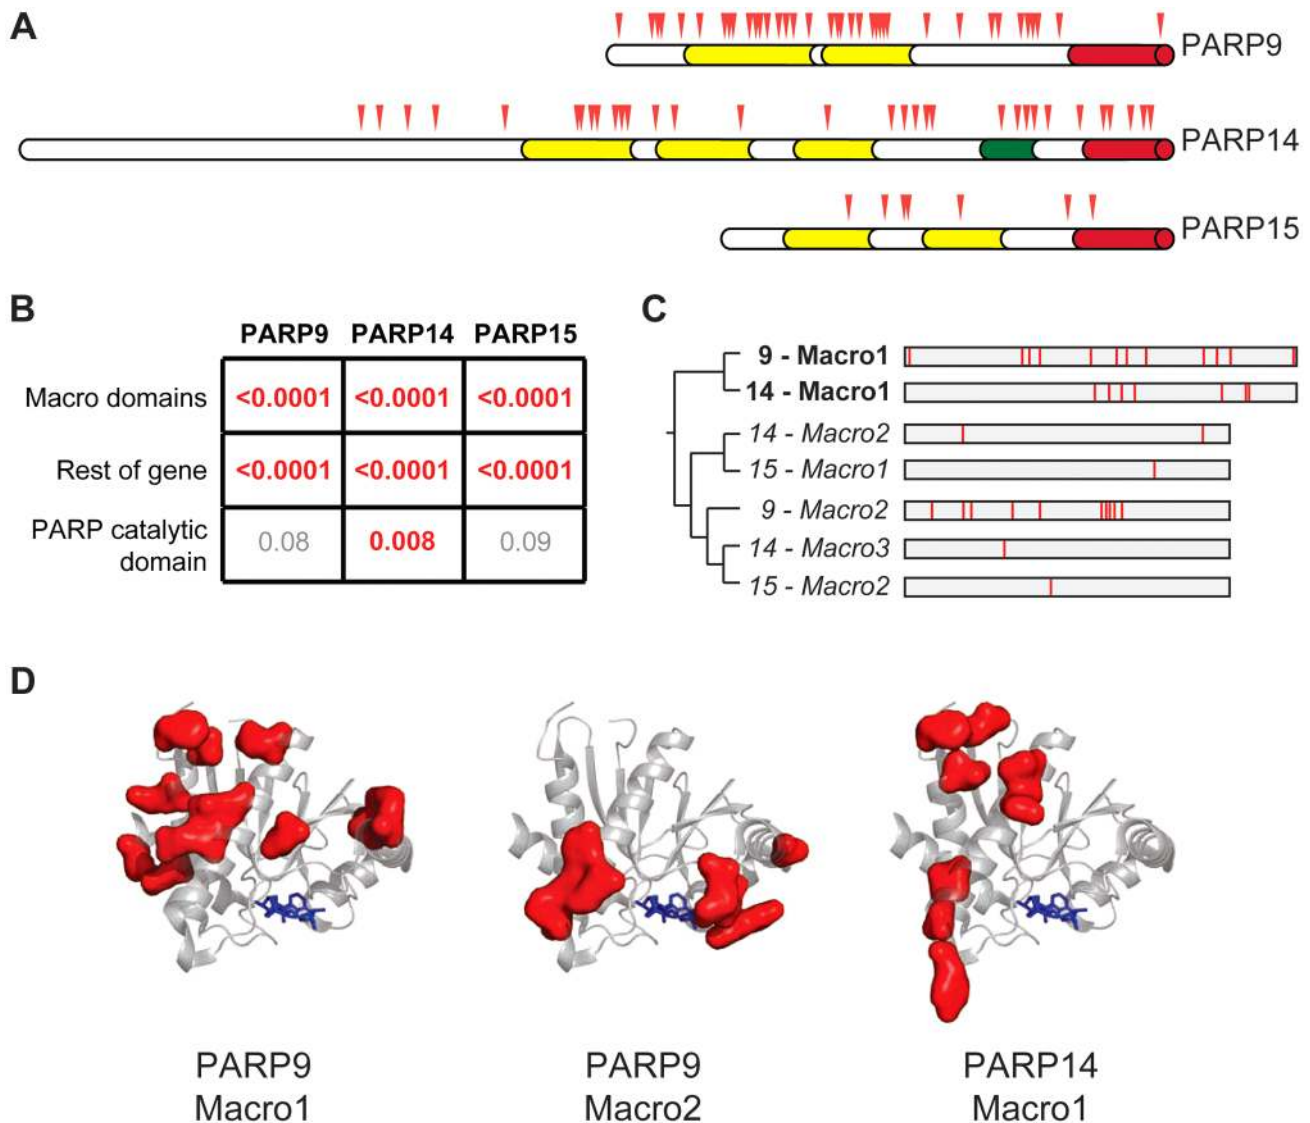 A
PARP9
PARP14
PARP15
B
PARP9 PARP14 PARP15
Macro domains <0.0001 <0.0001 <0.0001
Rest of gene <0.0001 <0.0001 <0.0001
PARP catalytic
domain 0.08 0.008 0.09
C
9 - Macro1
14 - Macro1
14 - Macro2
15 - Macro1
9 - Macro2
14 - Macro3
15 - Macro2
D
PARP9
Macro1
PARP9
Macro2
PARP14
Macro1